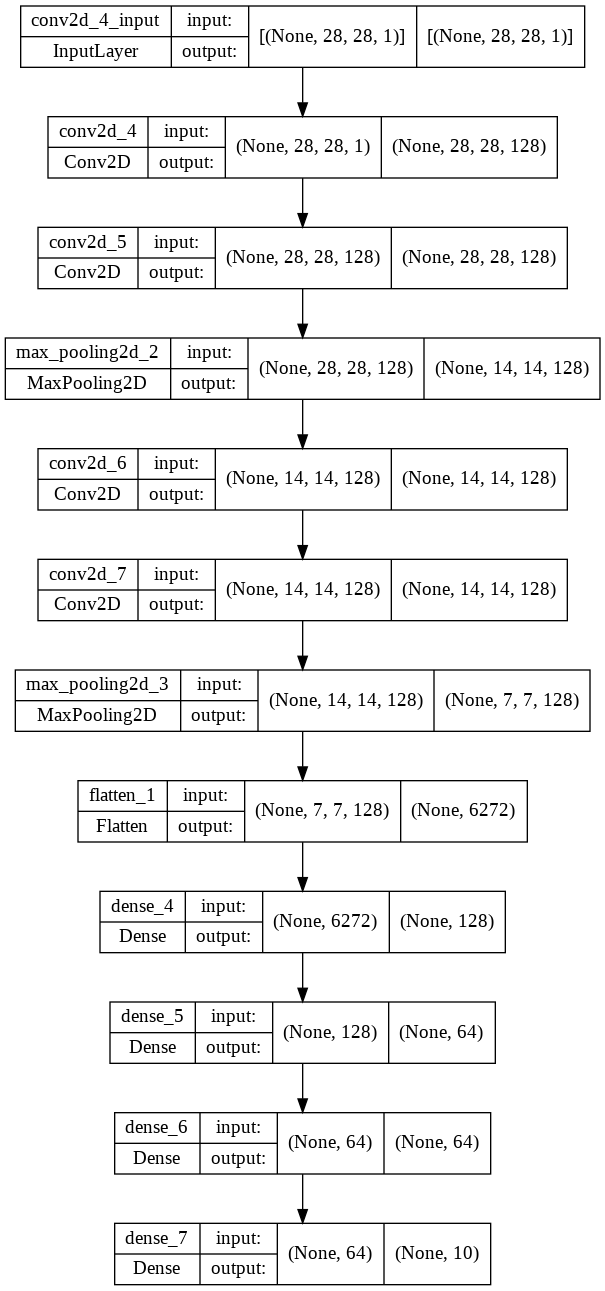 conv2d_4_input input: [(None, 28, 28, 1)] [(None, 28, 28, 1)]
InputLayer output:
conv2d_4 input: (None, 28, 28, 1) (None, 28, 28, 128)
Conv2D output:
conv2d_5 input: (None, 28, 28, 128) (None, 28, 28, 128)
Conv2D output:
max_pooling2d_2 input: (None, 28, 28, 128) (None, 14, 14, 128)
MaxPooling2D output:
conv2d_6 input: (None, 14, 14, 128) (None, 14, 14, 128)
Conv2D output:
conv2d_7 input: (None, 14, 14, 128) (None, 14, 14, 128)
Conv2D output:
max_pooling2d_3 input: (None, 14, 14, 128) (None, 7, 7, 128)
MaxPooling2D output:
flatten_1 input: (None, 7, 7, 128) (None, 6272)
Flatten output:
dense_4 input: (None, 6272) (None, 128)
Dense output:
dense_5 input: (None, 128) (None, 64)
Dense output:
dense_6 input: (None, 64) (None, 64)
Dense output:
dense_7 input: (None, 64) (None, 10)
Dense output: